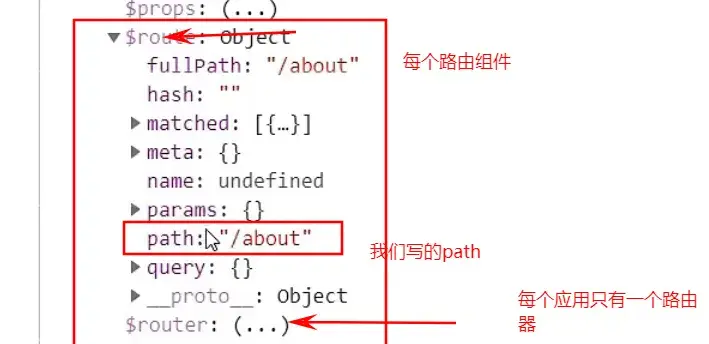 $props: (...)
▼$route: Object
fullPath: "/about"
每个路由组件
hash: ""
▶matched: [{…}]
▶meta: {}
name: undefined
▶params: {}
path: "/about"
我们写的path
▶query: {}
▶__proto__: Object
$router: (...)
每个应用只有一个路由
器